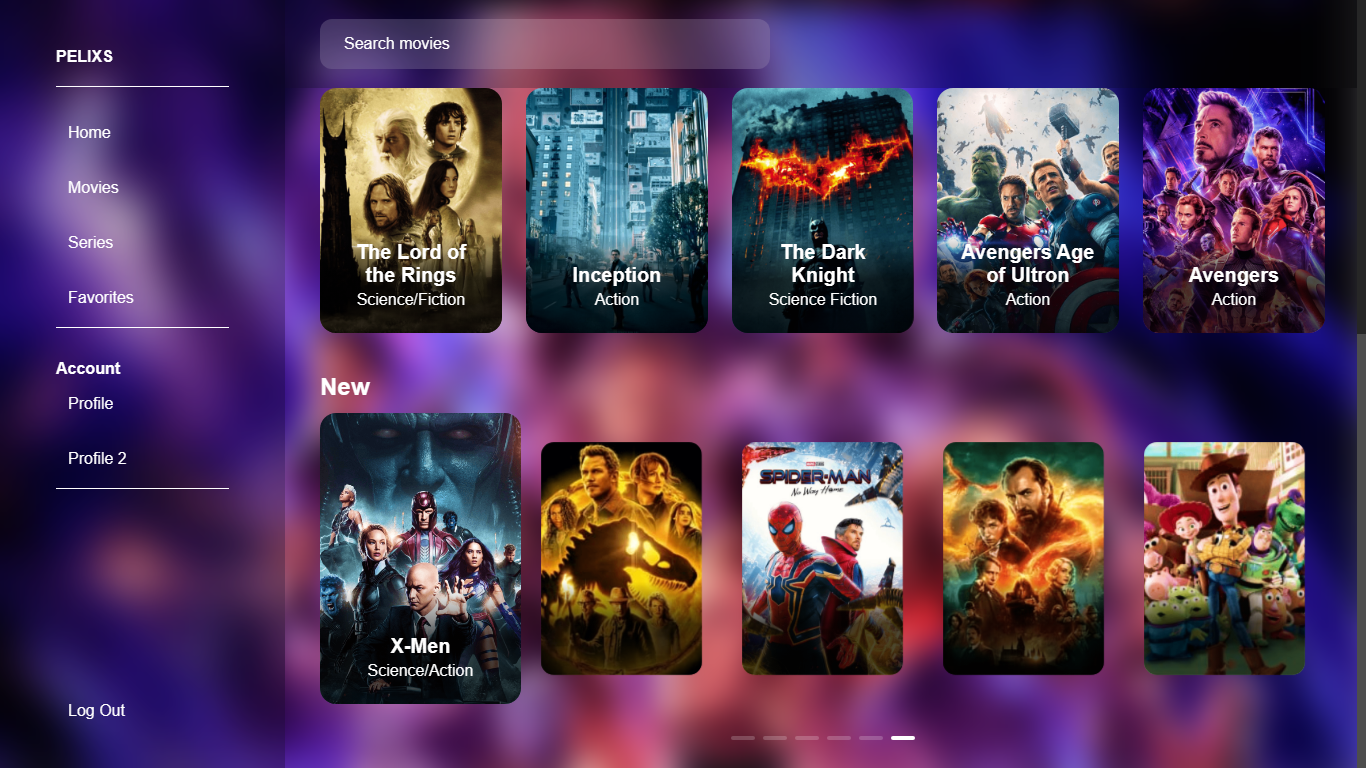 PELIXS
Home
Movies
Series
Favorites
Account
Profile
Profile 2
Log Out
Search movies
The Lord of
the Rings
Science/Fiction
Inception
Action
The Dark
Knight
Science Fiction
Avengers Age
of Ultron
Action
Avengers
Action
New
X-Men
Science/Action
SPIDER-MAN
No Way Home